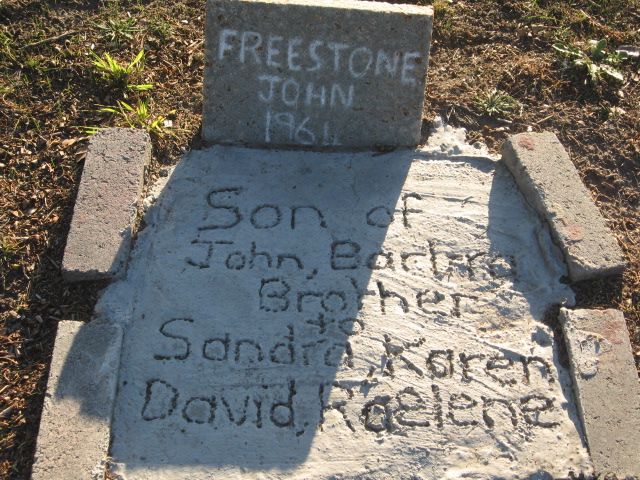 FREESTONE
JOHN
1964
Son of
John, Barbra
Brother
to
Sandra, Karen
David, Raelene